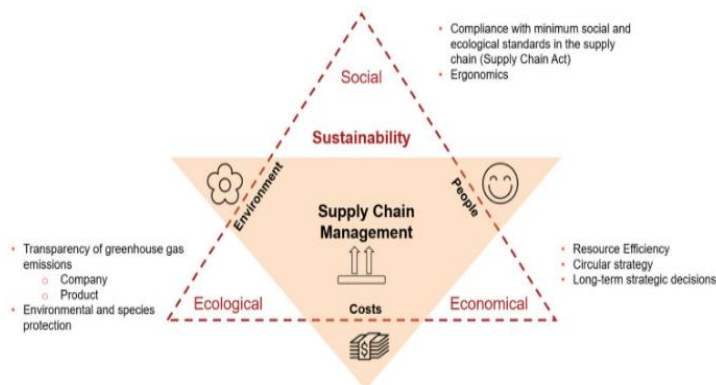 • Compliance with minimum social and
ecological standards in the supply
chain (Supply Chain Act)
• Ergonomics
Social
Sustainability
Environment
People
Supply Chain
Management
• Transparency of greenhouse gas
emissions
o Company
o Product
• Environmental and species
protection
• Resource Efficiency
• Circular strategy
• Long-term strategic decisions
Ecological
Costs
Economical
$